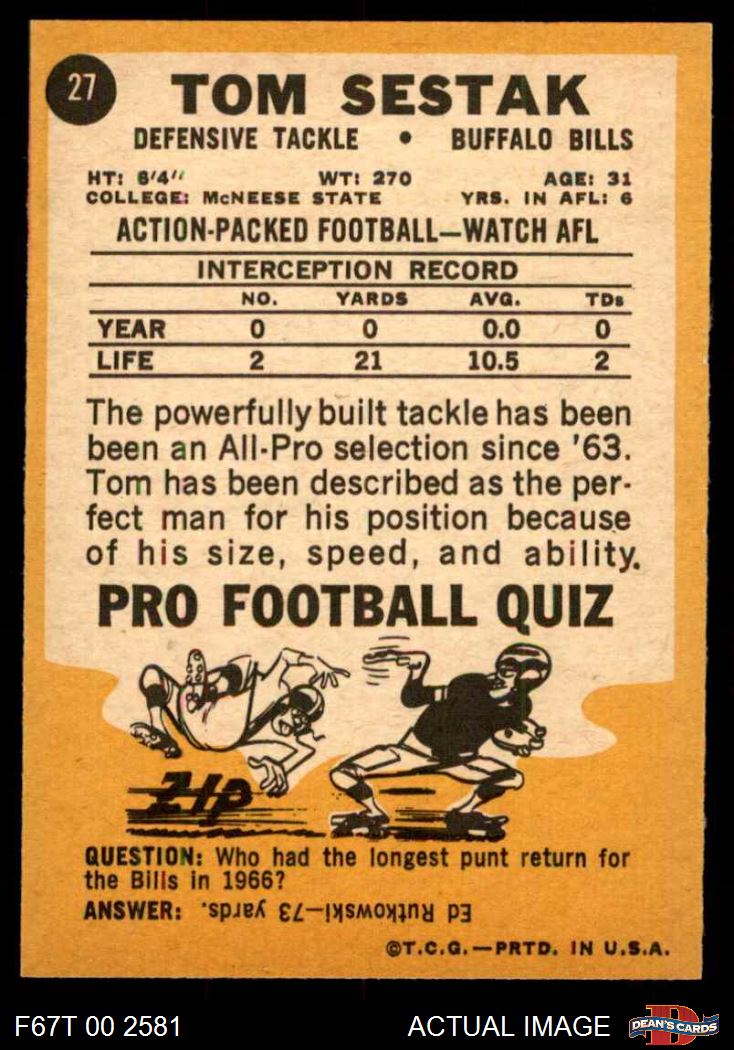 27
TOM SESTAK
DEFENSIVE TACKLE • BUFFALO BILLS
HT: 6'4" WT: 270 AGE: 31
COLLEGE: McNEESE STATE YRS. IN AFL: 6
ACTION-PACKED FOOTBALL—WATCH AFL
INTERCEPTION RECORD
NO. YARDS AVG. TDs
YEAR 0 0 0.0 0
LIFE 2 21 10.5 2
The powerfully built tackle has been
been an All-Pro selection since '63.
Tom has been described as the per-
fect man for his position because
of his size, speed, and ability.
PRO FOOTBALL QUIZ
ZIP
QUESTION: Who had the longest punt return for
the Bills in 1966?
ANSWER: Ed Rutkowski—73 yards.
©T.C.G.—PRTD. IN U.S.A.
F67T 00 2581 ACTUAL IMAGE DEAN'S CARDS